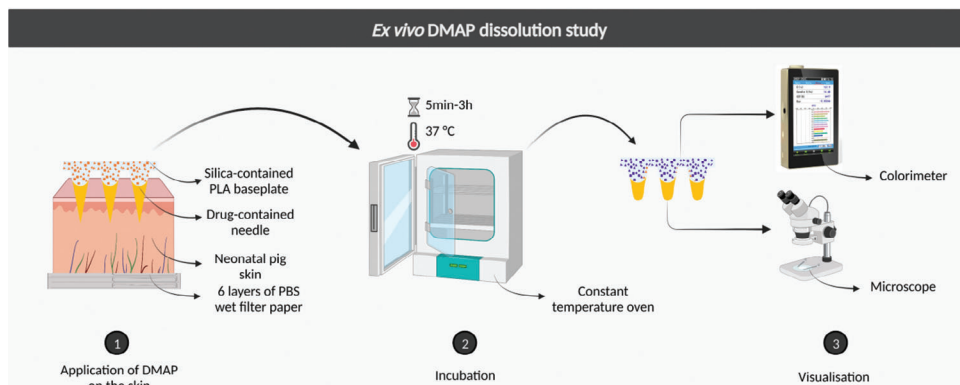 Ex vivo DMAP dissolution study
5min-3h
37 °C
Silica-contained
PLA baseplate
Drug-contained
needle
Neonatal pig
skin
6 layers of PBS
wet filter paper
Constant
temperature oven
Colorimeter
Microscope
1
Application of DMAP
on the skin
2
Incubation
3
Visualisation